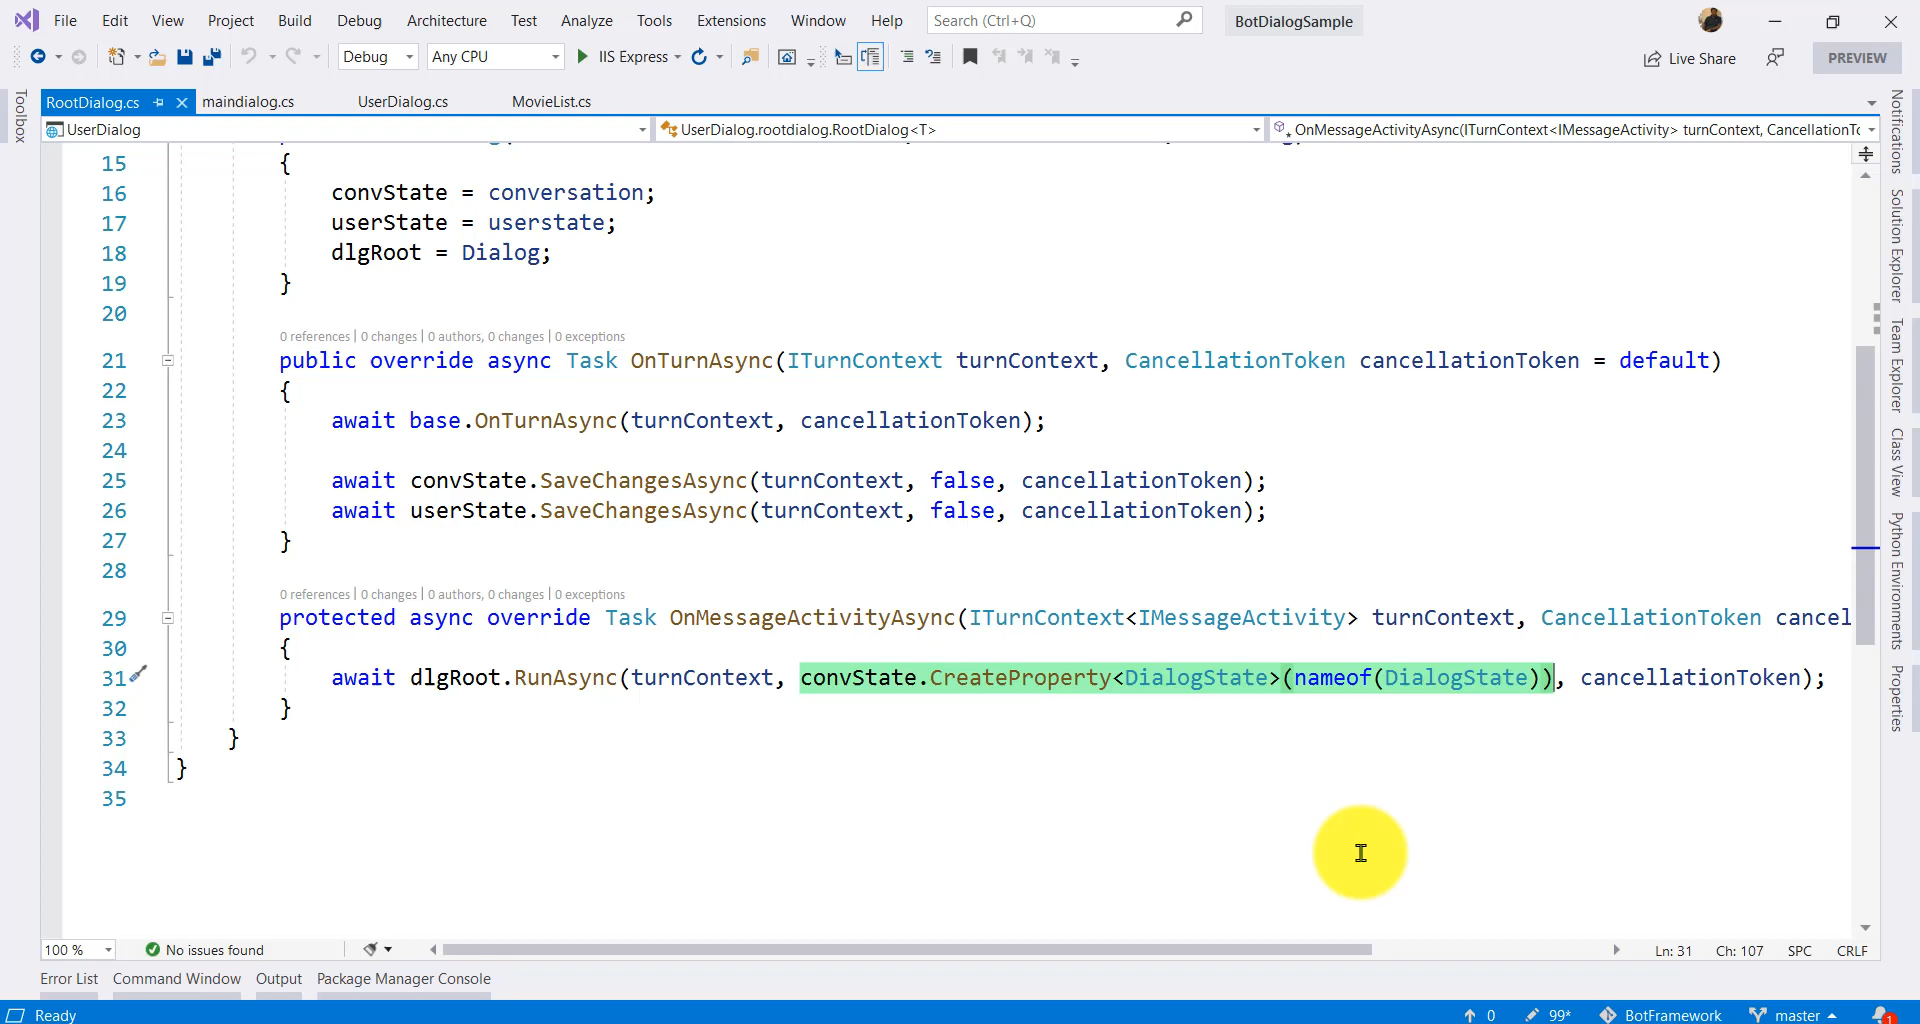 File Edit View Project Build Debug Architecture Test Analyze Tools Extensions Window Help Search (Ctrl+Q) BotDialogSample
Debug Any CPU IIS Express Live Share PREVIEW
Toolbox
RootDialog.cs maindialog.cs UserDialog.cs MovieList.cs
UserDialog UserDialog.rootdialog.RootDialog<T> OnMessageActivityAsync(ITurnContext<IMessageActivity> turnContext, CancellationTo
15 {
16 convState = conversation;
17 userState = userstate;
18 dlgRoot = Dialog;
19 }
20
0 references | 0 changes | 0 authors, 0 changes | 0 exceptions
21 public override async Task OnTurnAsync(ITurnContext turnContext, CancellationToken cancellationToken = default)
22 {
23 await base.OnTurnAsync(turnContext, cancellationToken);
24
25 await convState.SaveChangesAsync(turnContext, false, cancellationToken);
26 await userState.SaveChangesAsync(turnContext, false, cancellationToken);
27 }
28
0 references | 0 changes | 0 authors, 0 changes | 0 exceptions
29 protected async override Task OnMessageActivityAsync(ITurnContext<IMessageActivity> turnContext, CancellationToken cancel
30 {
31 await dlgRoot.RunAsync(turnContext, convState.CreateProperty<DialogState>(nameof(DialogState)), cancellationToken);
32 }
33 }
34 }
35
Notifications
Solution Explorer
Team Explorer
Class View
Python Environments
Properties
100 % No issues found Ln: 31 Ch: 107 SPC CRLF
Error List Command Window Output Package Manager Console
Ready 0 99* BotFramework master 1